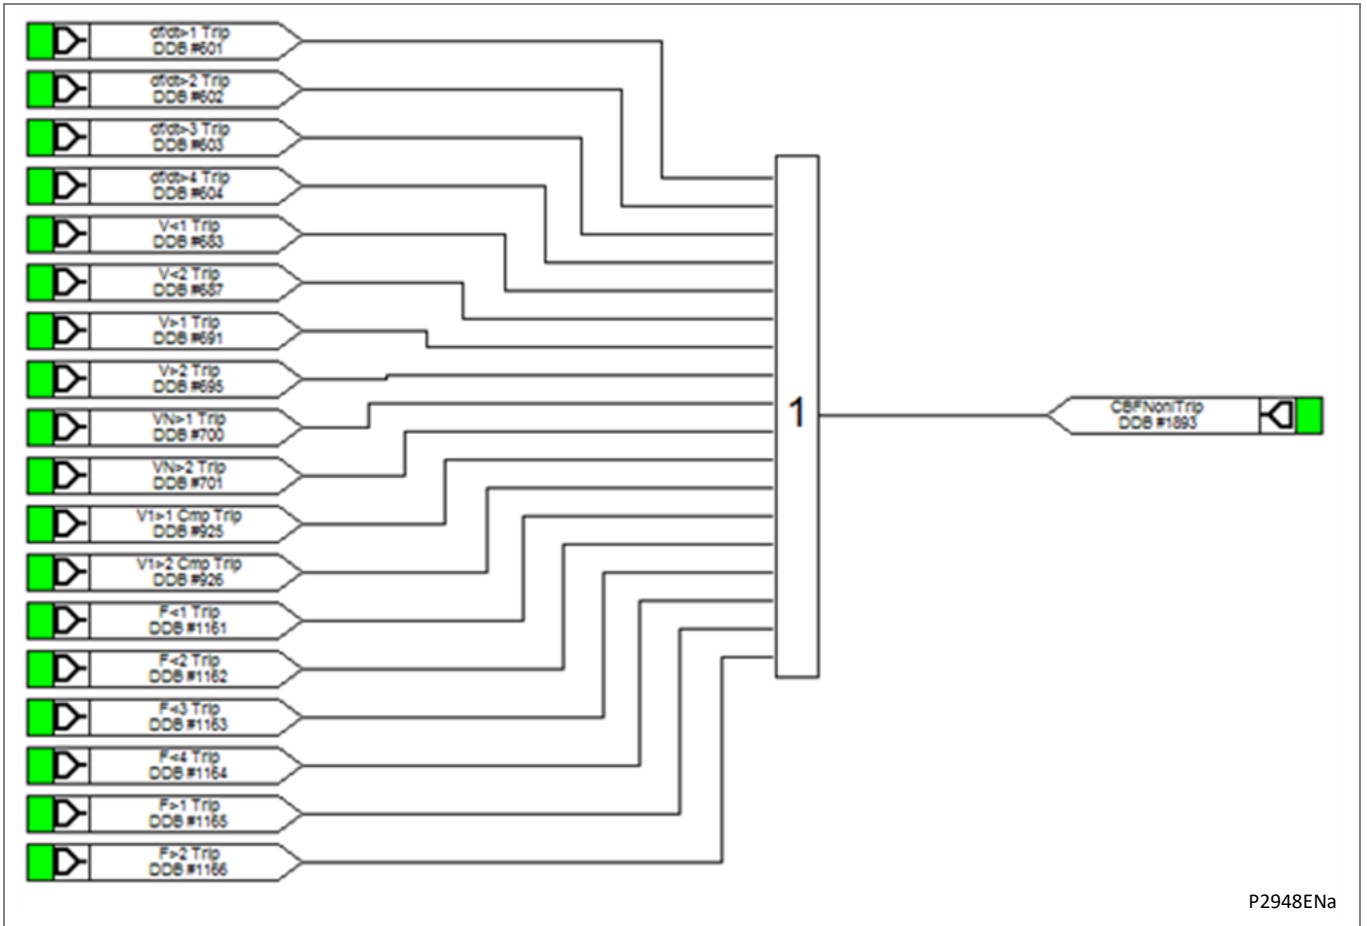 df/dt>1 Trip
DDB #601
df/dt>2 Trip
DDB #602
df/dt>3 Trip
DDB #603
df/dt>4 Trip
DDB #604
V<1 Trip
DDB #683
V<2 Trip
DDB #687
V>1 Trip
DDB #691
V>2 Trip
DDB #695
VN>1 Trip
DDB #700
VN>2 Trip
DDB #701
V1>1 Cmp Trip
DDB #925
V1>2 Cmp Trip
DDB #926
F<1 Trip
DDB #1161
F<2 Trip
DDB #1162
F<3 Trip
DDB #1163
F<4 Trip
DDB #1164
F>1 Trip
DDB #1165
F>2 Trip
DDB #1166
1
CBFNonITrip
DDB #1893
P2948ENa